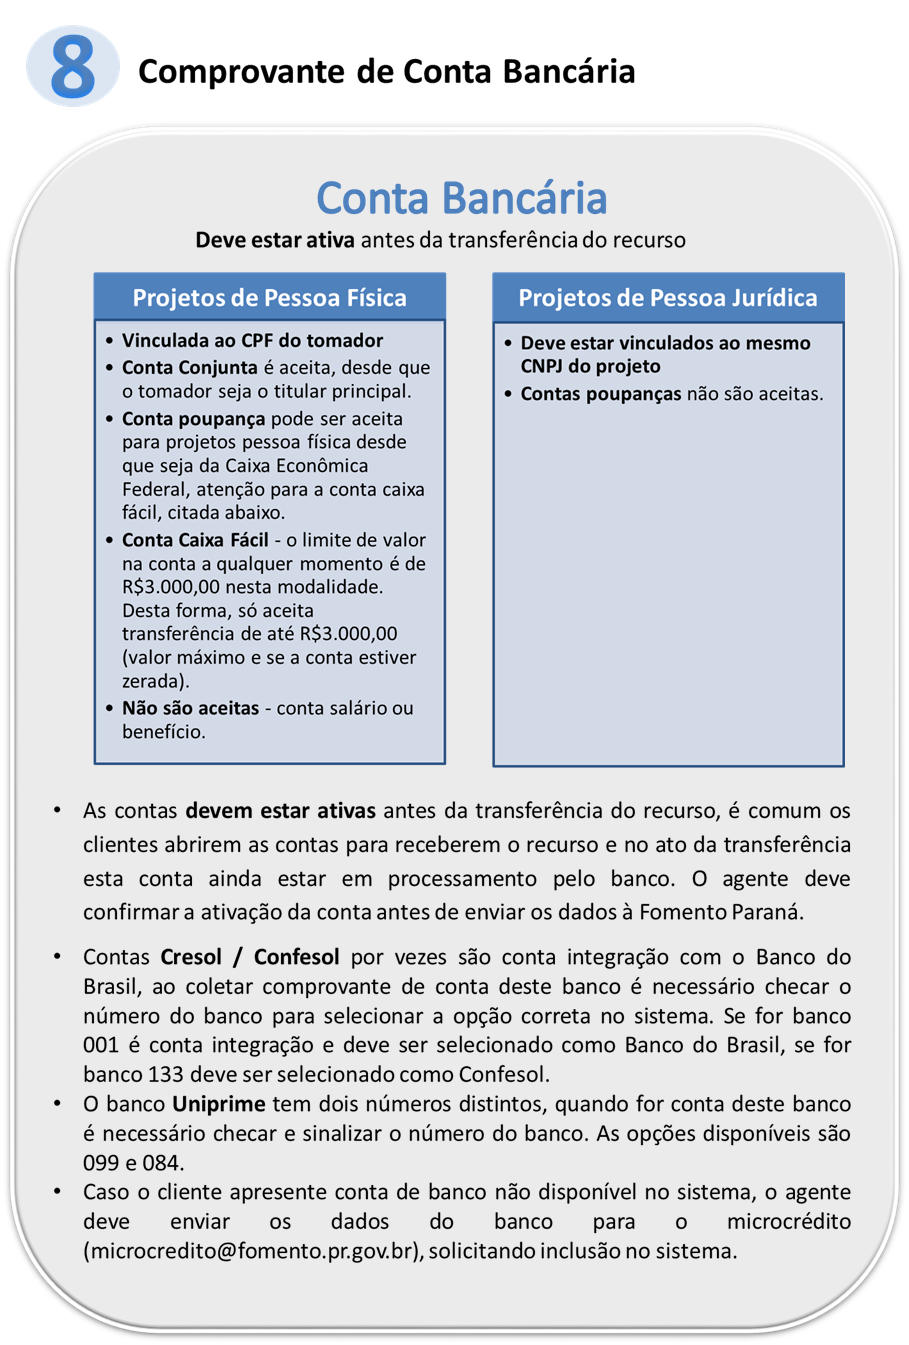 8
Comprovante de Conta Bancária
Conta Bancária
Deve estar ativa antes da transferência do recurso
Projetos de Pessoa Física
• Vinculada ao CPF do tomador
• Conta Conjunta é aceita, desde que
o tomador seja o titular principal.
• Conta poupança pode ser aceita
para projetos pessoa física desde
que seja da Caixa Econômica
Federal, atenção para a conta caixa
fácil, citada abaixo.
• Conta Caixa Fácil - o limite de valor
na conta a qualquer momento é de
R$3.000,00 nesta modalidade.
Desta forma, só aceita
transferência de até R$3.000,00
(valor máximo e se a conta estiver
zerada).
• Não são aceitas - conta salário ou
benefício.
Projetos de Pessoa Jurídica
• Deve estar vinculados ao mesmo
CNPJ do projeto
• Contas poupanças não são aceitas.
• As contas devem estar ativas antes da transferência do recurso, é comum os
clientes abrirem as contas para receberem o recurso e no ato da transferência
esta conta ainda estar em processamento pelo banco. O agente deve
confirmar a ativação da conta antes de enviar os dados à Fomento Paraná.
• Contas Cresol / Confesol por vezes são conta integração com o Banco do
Brasil, ao coletar comprovante de conta deste banco é necessário checar o
número do banco para selecionar a opção correta no sistema. Se for banco
001 é conta integração e deve ser selecionado como Banco do Brasil, se for
banco 133 deve ser selecionado como Confesol.
• O banco Uniprime tem dois números distintos, quando for conta deste banco
é necessário checar e sinalizar o número do banco. As opções disponíveis são
099 e 084.
• Caso o cliente apresente conta de banco não disponível no sistema, o agente
deve enviar os dados do banco para o microcrédito
(microcredito@fomento.pr.gov.br), solicitando inclusão no sistema.